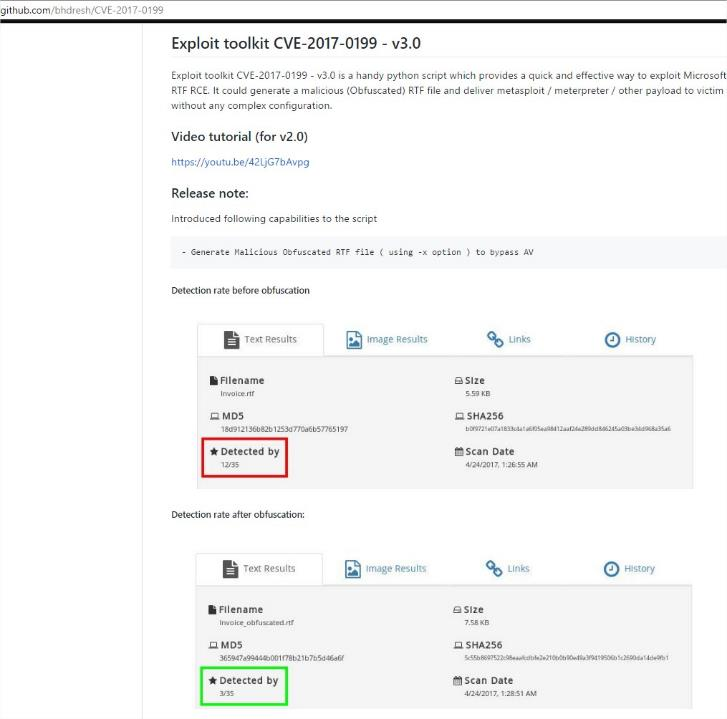 github.com/bhdresh/CVE-2017-0199
Exploit toolkit CVE-2017-0199 - v3.0
Exploit toolkit CVE-2017-0199 - v3.0 is a handy python script which provides a quick and effective way to exploit Microsoft
RTF RCE. It could generate a malicious (Obfuscated) RTF file and deliver metasploit / meterpreter / other payload to victim
without any complex configuration.
Video tutorial (for v2.0)
https://youtu.be/42LjG7bAvpg
Release note:
Introduced following capabilities to the script
- Generate Malicious Obfuscated RTF file ( using -x option ) to bypass AV
Detection rate before obfuscation
Text Results Image Results Links History
Filename Size
Invoice.rtf 5.59 KB
MD5 SHA256
18d912136b82b1253d770a6b57765197
Detected by Scan Date
12/35 4/24/2017, 1:26:55 AM
Detection rate after obfuscation:
Text Results Image Results Links History
Filename Size
Invoice_obfuscated.rtf 7.58 KB
MD5 SHA256
365947a99444b001f78b21b7b5d46a6f
Detected by Scan Date
3/35 4/24/2017, 1:28:51 AM